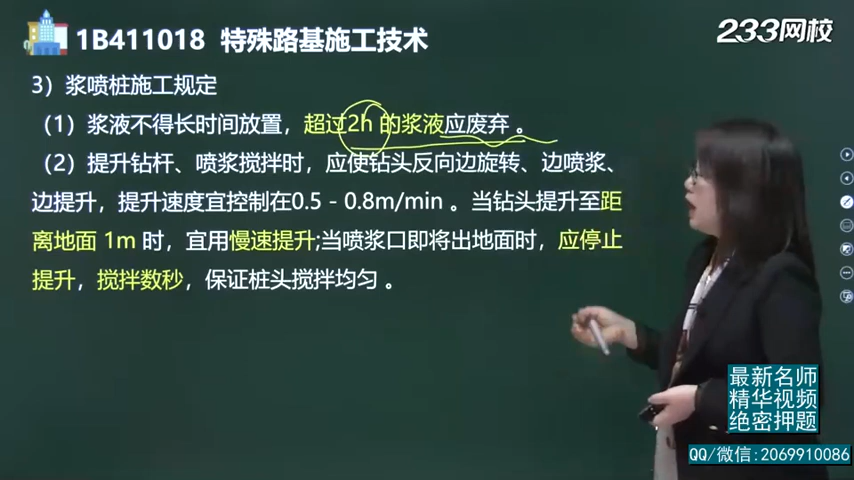 1B411018 特殊路基施工技术
233网校
3）浆喷桩施工规定
（1）浆液不得长时间放置，超过2h 的浆液应废弃 。
（2）提升钻杆、喷浆搅拌时，应使钻头反向边旋转、边喷浆、
边提升，提升速度宜控制在0.5 - 0.8m/min 。当钻头提升至距
离地面 1m 时，宜用慢速提升;当喷浆口即将出地面时，应停止
提升，搅拌数秒，保证桩头搅拌均匀 。
最新名师
精华视频
绝密押题
QQ/微信:2069910086